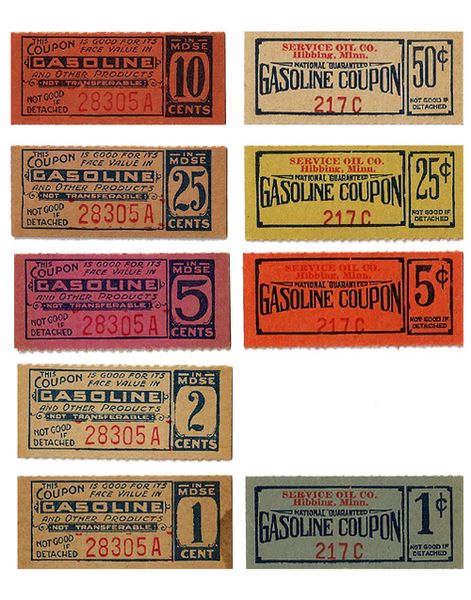 THIS COUPON IS GOOD FOR ITS
FACE VALUE IN
GASOLINE
AND OTHER PRODUCTS
NOT TRANSFERABLE
NOT GOOD IF DETACHED
28305A
IN MDSE
10
CENTS
SERVICE OIL CO.
Hibbing, Minn.
NATIONAL GUARANTEED
GASOLINE COUPON
217C
50¢
NOT GOOD IF
DETACHED
THIS COUPON IS GOOD FOR ITS
FACE VALUE IN
GASOLINE
AND OTHER PRODUCTS
NOT TRANSFERABLE
NOT GOOD IF DETACHED
28305A
IN MDSE
25
CENTS
SERVICE OIL CO.
Hibbing, Minn.
NATIONAL GUARANTEED
GASOLINE COUPON
217C
25¢
NOT GOOD IF
DETACHED
THIS COUPON IS GOOD FOR ITS
FACE VALUE IN
GASOLINE
AND OTHER PRODUCTS
NOT TRANSFERABLE
NOT GOOD IF DETACHED
28305A
IN MDSE
5
CENTS
SERVICE OIL CO.
Hibbing, Minn.
NATIONAL GUARANTEED
GASOLINE COUPON
217C
5¢
NOT GOOD IF
DETACHED
THIS COUPON IS GOOD FOR ITS
FACE VALUE IN
GASOLINE
AND OTHER PRODUCTS
NOT TRANSFERABLE
NOT GOOD IF DETACHED
28305A
IN MDSE
2
CENTS
THIS COUPON IS GOOD FOR ITS
FACE VALUE IN
GASOLINE
AND OTHER PRODUCTS
NOT TRANSFERABLE
NOT GOOD IF DETACHED
28305A
IN MDSE
1
CENT
SERVICE OIL CO.
Hibbing, Minn.
NATIONAL GUARANTEED
GASOLINE COUPON
217C
1¢
NOT GOOD IF
DETACHED